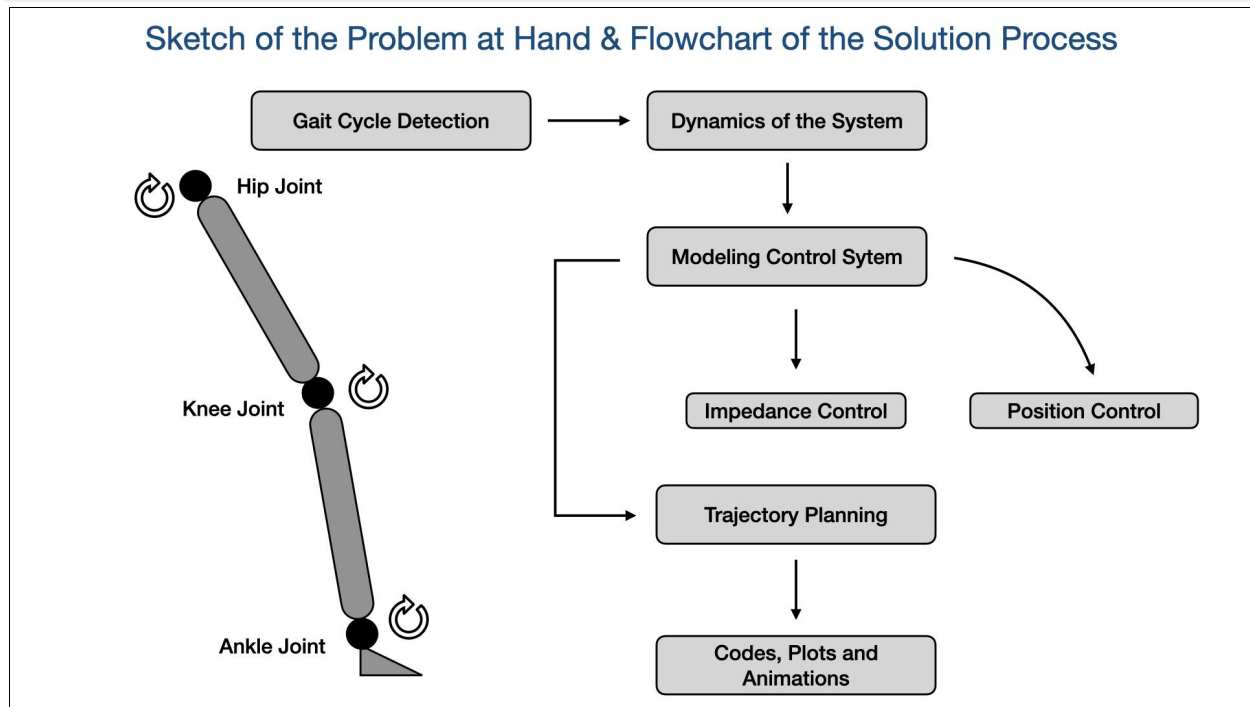 Sketch of the Problem at Hand & Flowchart of the Solution Process
Gait Cycle Detection
Dynamics of the System
Hip Joint
Modeling Control Sytem
Knee Joint
Impedance Control
Position Control
Trajectory Planning
Ankle Joint
Codes, Plots and
Animations